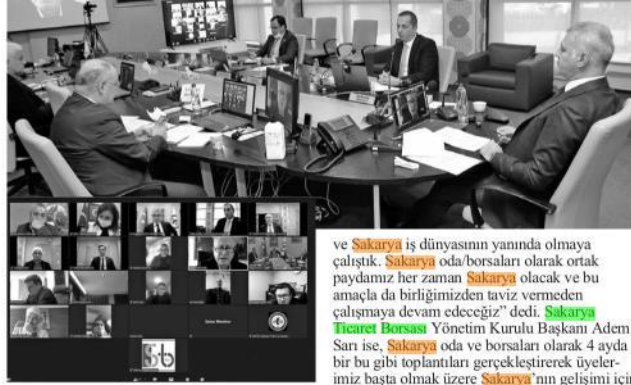 ve Sakarya iş dünyasının yanında olmaya
çalıştık. Sakarya oda/borsaları olarak ortak
paydamız her zaman Sakarya olacak ve bu
amaçla da birliğimizden taviz vermeden
çalışmaya devam edeceğiz” dedi. Sakarya
Ticaret Borsası Yönetim Kurulu Başkanı Adem
Sarı ise, Sakarya oda ve borsaları olarak 4 ayda
bir bu gibi toplantıları gerçekleştirerek üyeler-
imiz başta olmak üzere Sakarya’nın gelişimi için